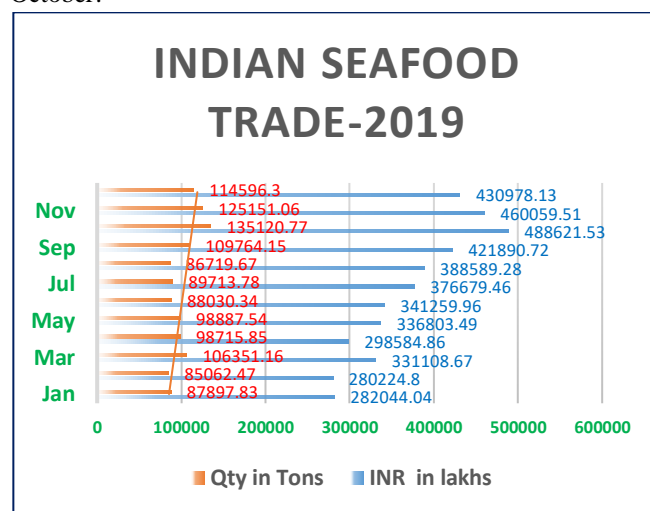 October.
INDIAN SEAFOOD
TRADE-2019
114596.3
430978.13
Nov
125151.06
460059.51
135120.77
488621.53
Sep
109764.15
421890.72
86719.67
388589.28
Jul
89713.78
376679.46
88030.34
341259.96
May
98887.54
336803.49
98715.85
298584.86
Mar
106351.16
331108.67
85062.47
280224.8
Jan
87897.83
282044.04
0 100000 200000 300000 400000 500000 600000
Qty in Tons INR in lakhs